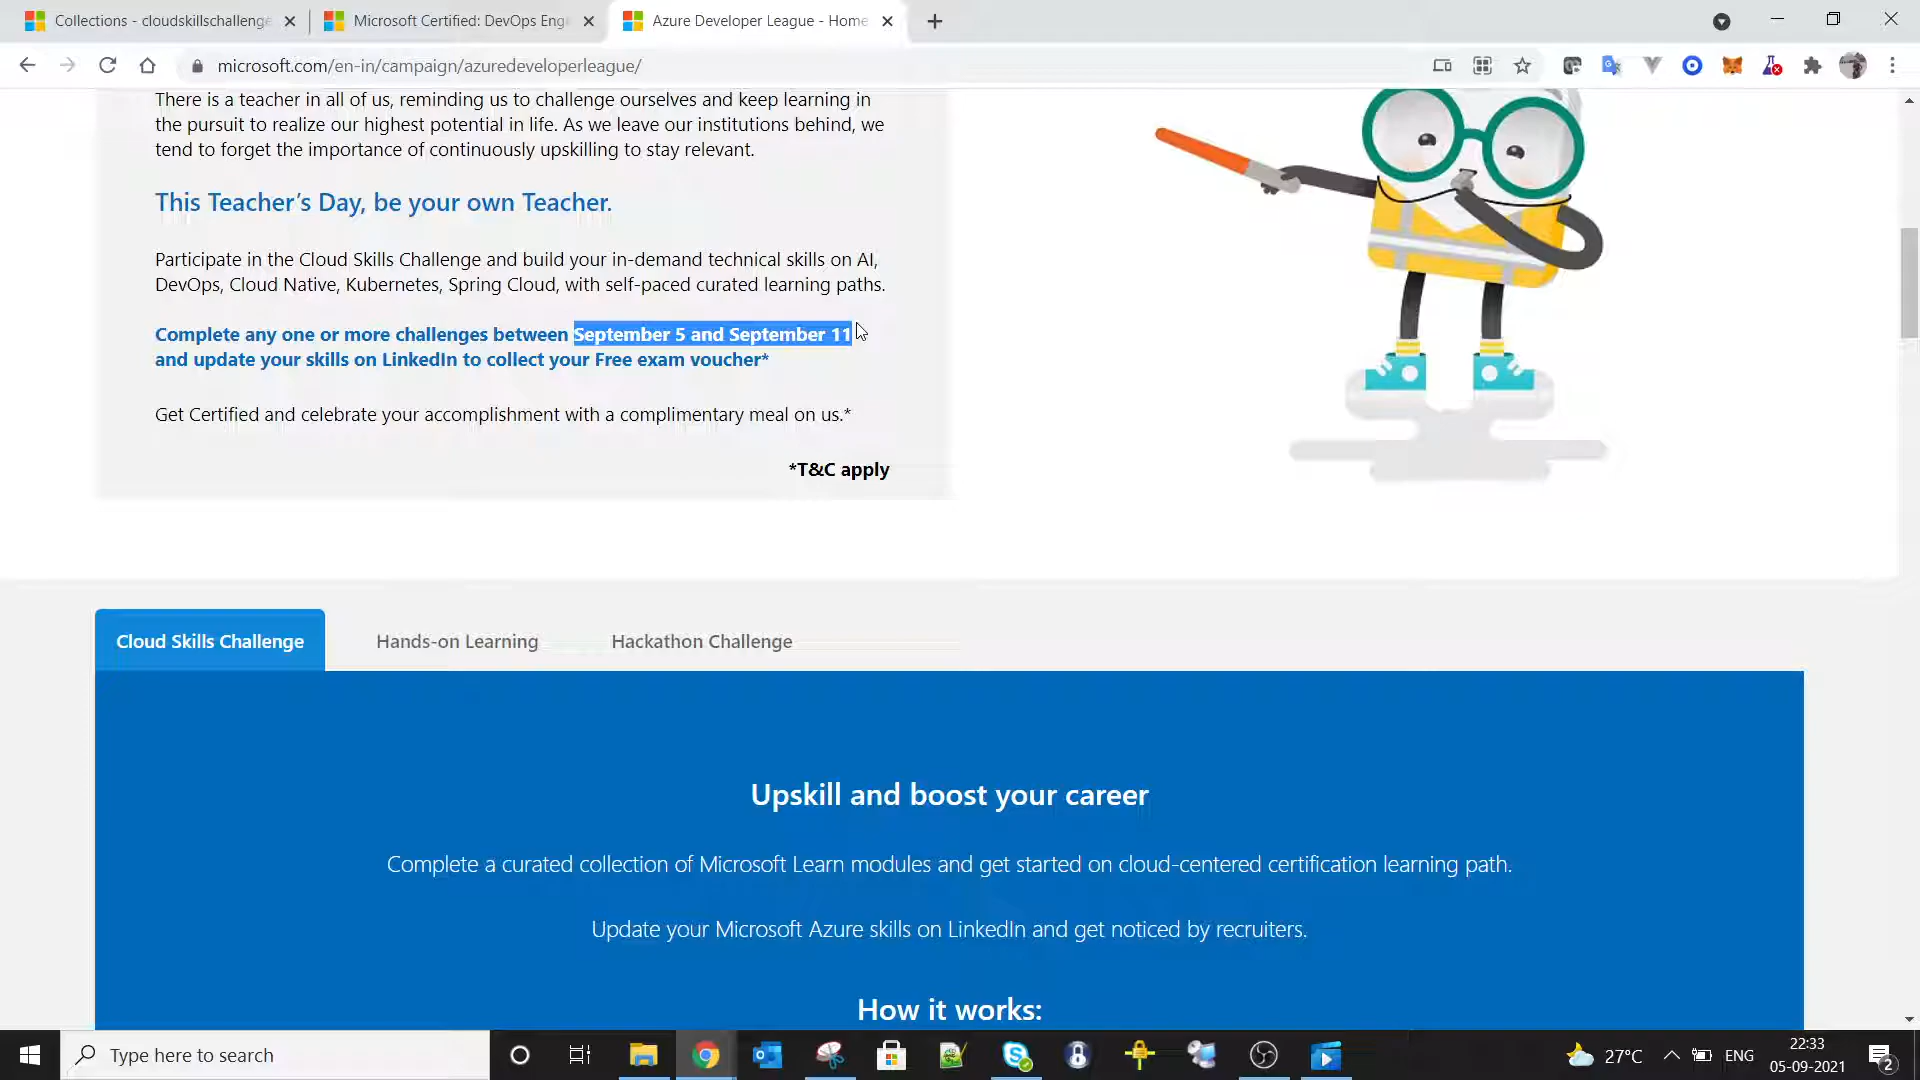 Collections - cloudskillschallenge
Microsoft Certified: DevOps Eng
Azure Developer League - Home
microsoft.com/en-in/campaign/azuredeveloperleague/
There is a teacher in all of us, reminding us to challenge ourselves and keep learning in
the pursuit to realize our highest potential in life. As we leave our institutions behind, we
tend to forget the importance of continuously upskilling to stay relevant.
This Teacher's Day, be your own Teacher.
Participate in the Cloud Skills Challenge and build your in-demand technical skills on AI,
DevOps, Cloud Native, Kubernetes, Spring Cloud, with self-paced curated learning paths.
Complete any one or more challenges between September 5 and September 11
and update your skills on LinkedIn to collect your Free exam voucher*
Get Certified and celebrate your accomplishment with a complimentary meal on us.*
*T&C apply
Cloud Skills Challenge
Hands-on Learning
Hackathon Challenge
Upskill and boost your career
Complete a curated collection of Microsoft Learn modules and get started on cloud-centered certification learning path.
Update your Microsoft Azure skills on LinkedIn and get noticed by recruiters.
How it works:
Type here to search
27°C
ENG
22:33
05-09-2021
2